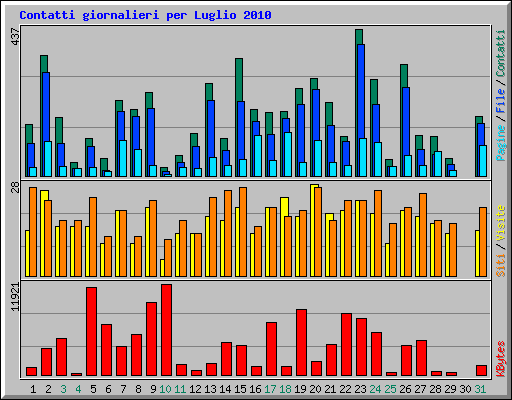 Contatti giornalieri per Luglio 2010
437
28
11921
Pagine / File / Contatti
Siti / Visite
KBytes
1 2 3 4 5 6 7 8 9 10 11 12 13 14 15 16 17 18 19 20 21 22 23 24 25 26 27 28 29 30 31